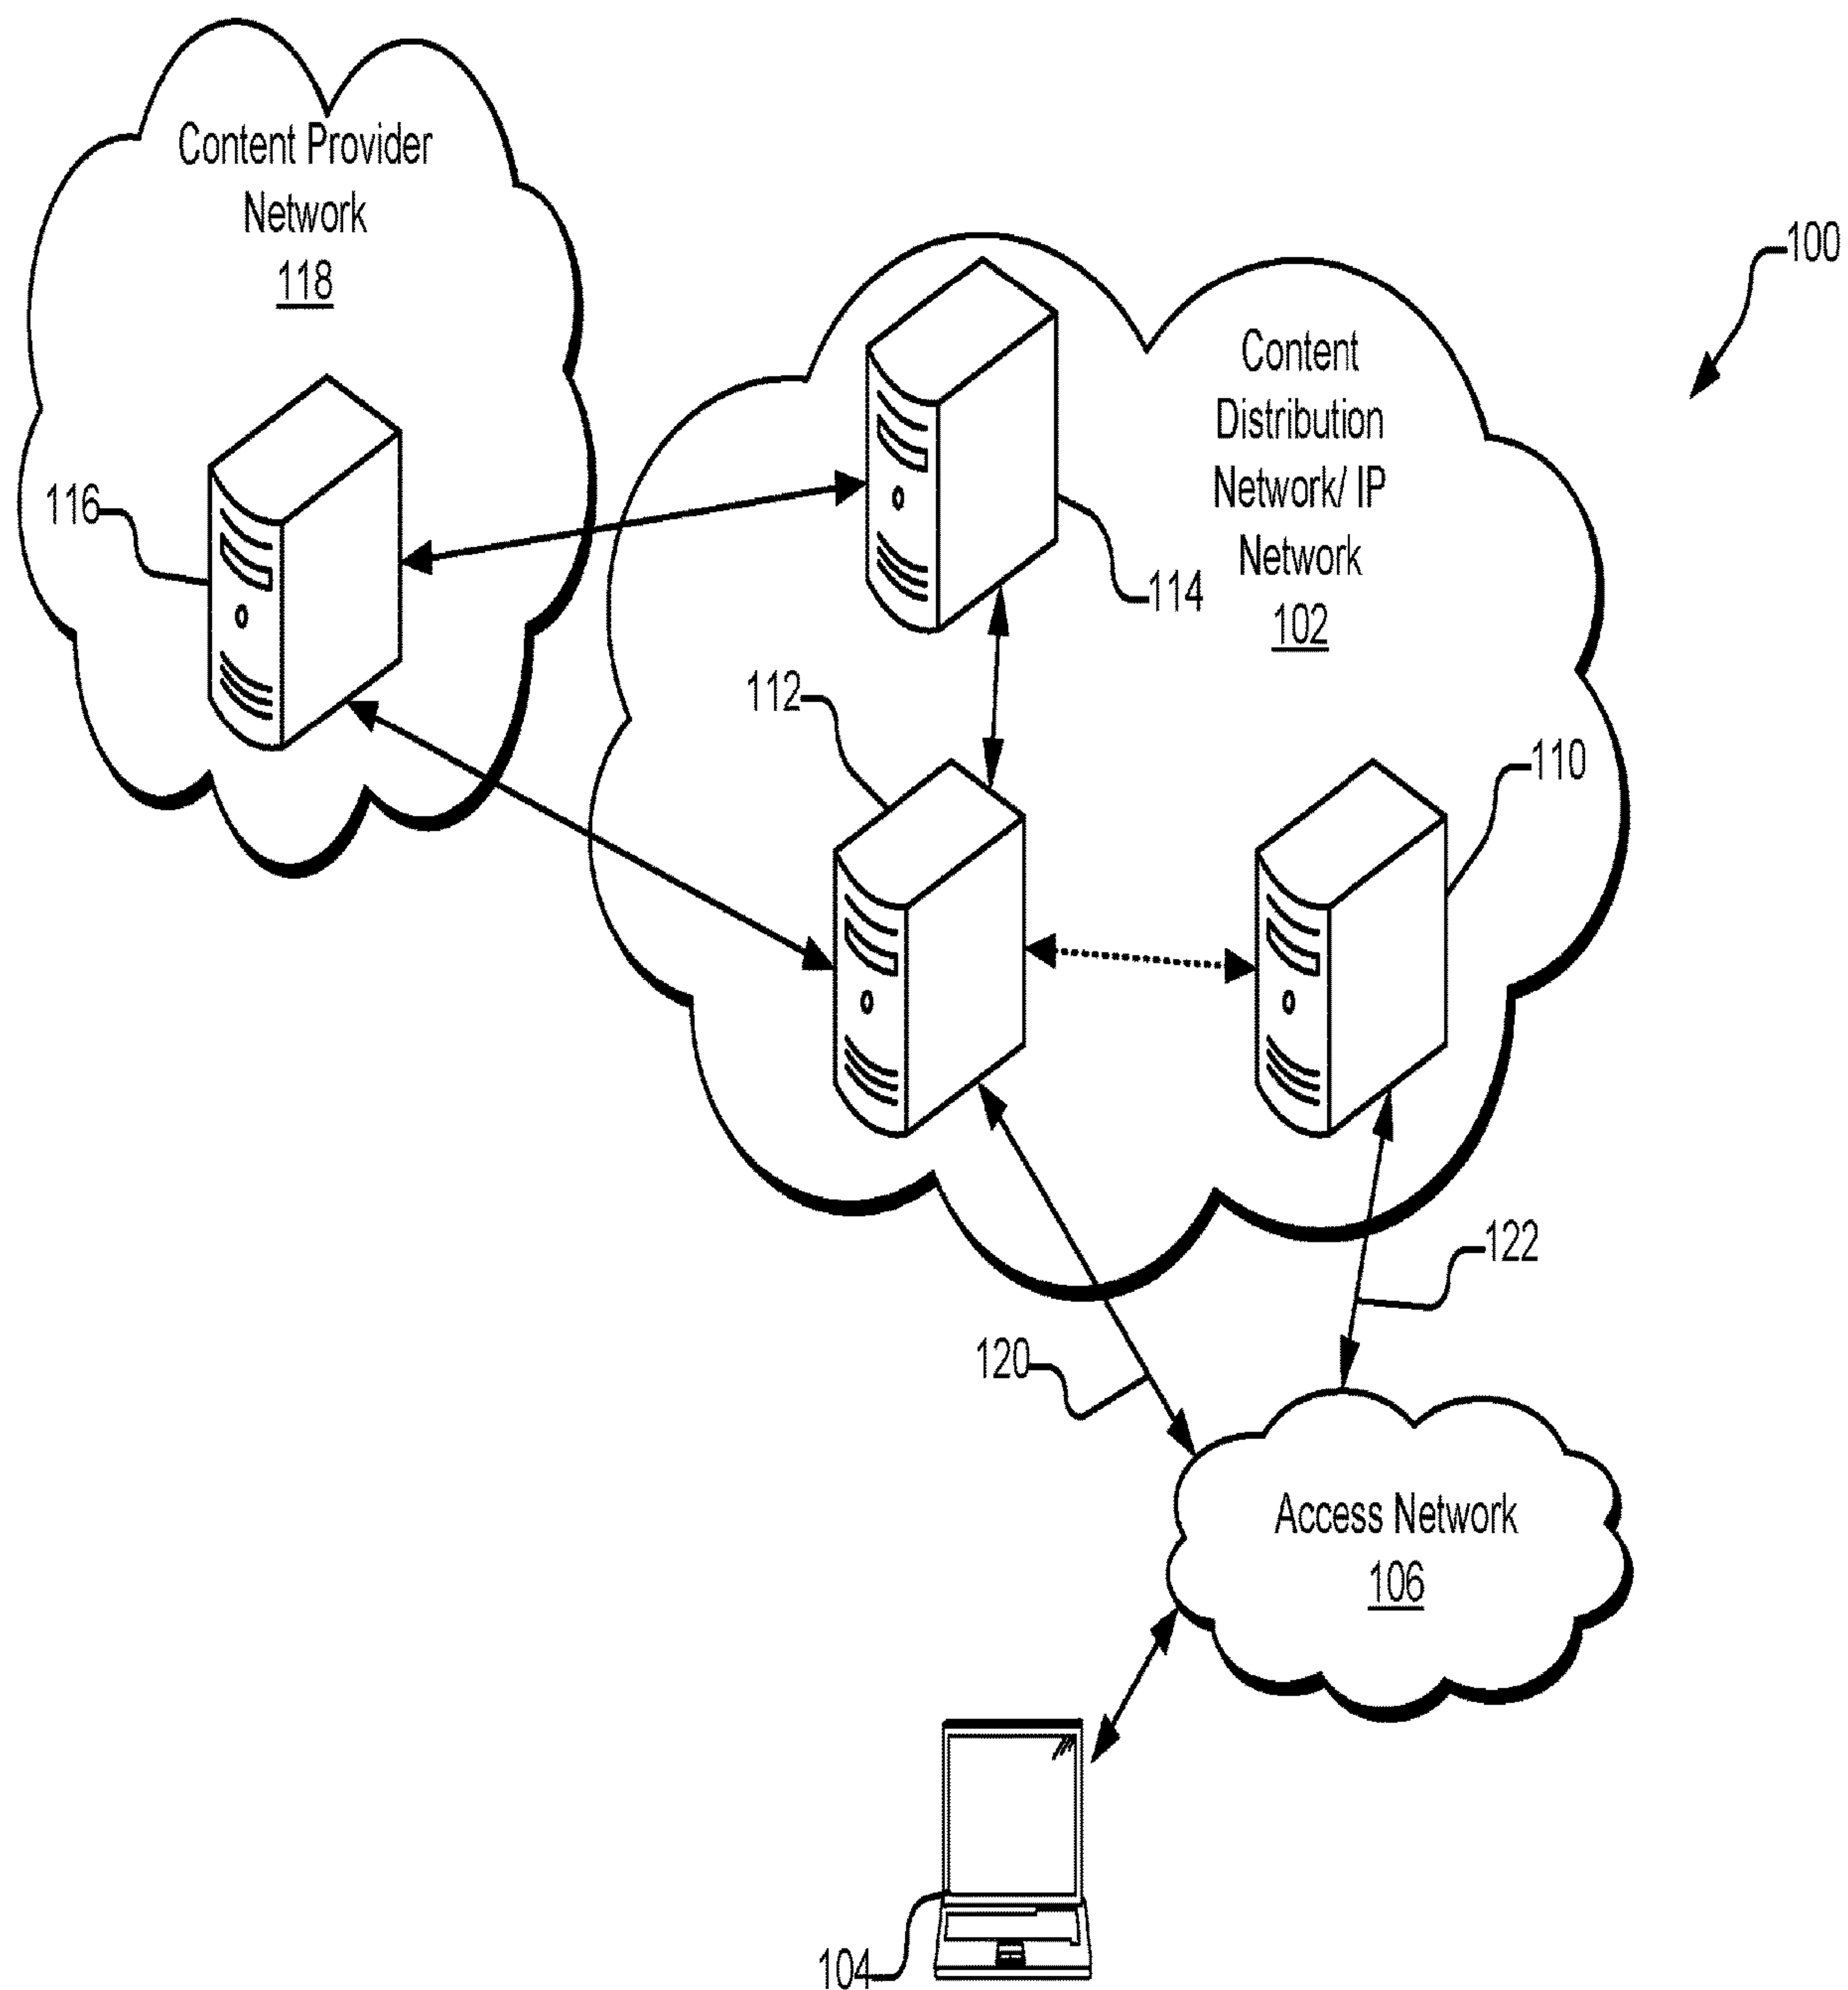 Content Provider
Network
118
100
Content
Distribution
Network/ IP
Network
102
116
114
112
110
122
120
Access Network
106
104